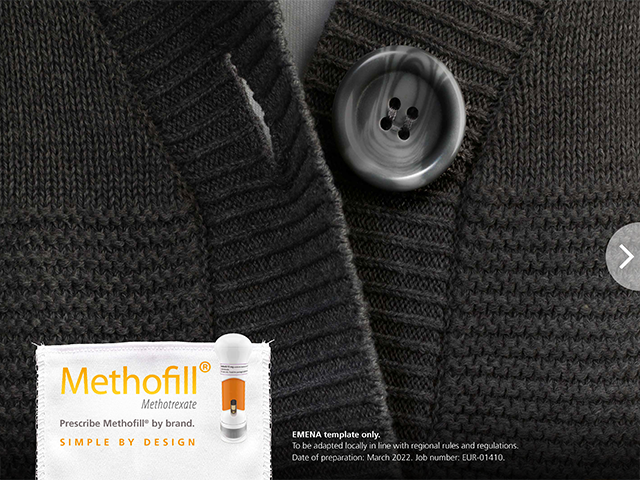 Methofill®
Methotrexate
Prescribe Methofill® by brand.
SIMPLE BY DESIGN
EMENA template only.
To be adapted locally in line with regional rules and regulations.
Date of preparation: March 2022. Job number: EUR-01410.